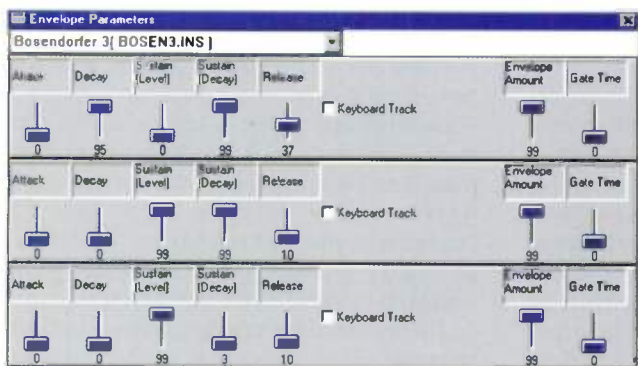 Envelope Parameters
Bosendorfer 3( BOSEN3.INS )
Attack Decay Sustain (Level) Sustain (Decay) Release Keyboard Track Envelope Amount Gate Time
0 95 0 99 37 99 0
Attack Decay Sustain (Level) Sustain (Decay) Release Keyboard Track Envelope Amount Gate Time
0 0 99 99 10 99 0
Attack Decay Sustain (Level) Sustain (Decay) Release Keyboard Track Envelope Amount Gate Time
0 0 99 3 10 99 0